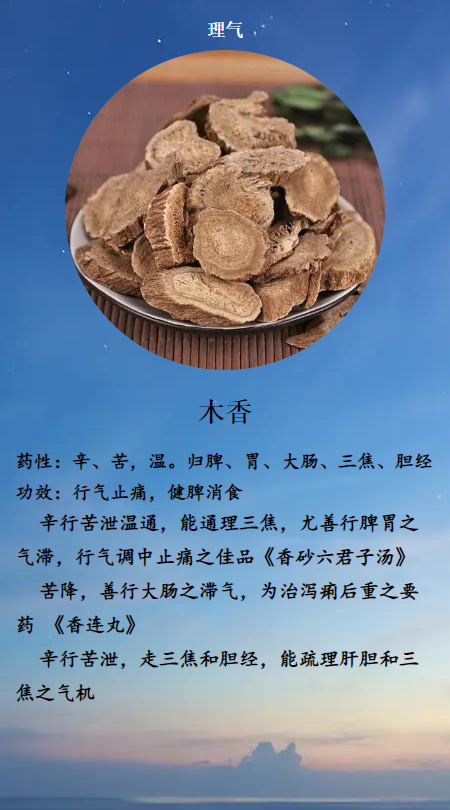 理气
木香
药性：辛、苦，温。归脾、胃、大肠、三焦、胆经
功效：行气止痛，健脾消食
辛行苦泄温通，能通理三焦，尤善行脾胃之
气滞，行气调中止痛之佳品《香砂六君子汤》
苦降，善行大肠之滞气，为治泻痢后重之要
药 《香连丸》
辛行苦泄，走三焦和胆经，能疏理肝胆和三
焦之气机